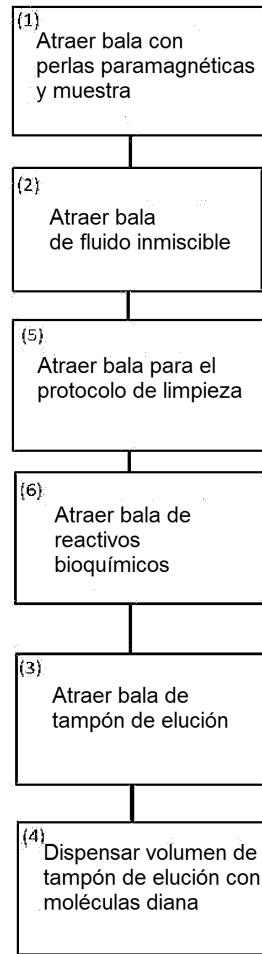 (1)
Atraer bala con
perlas paramagnéticas
y muestra
(2)
Atraer bala
de fluido inmiscible
(5)
Atraer bala para el
protocolo de limpieza
(6)
Atraer bala de
reactivos
bioquímicos
(3)
Atraer bala de
tampón de elución
(4)
Dispensar volumen de
tampón de elución con
moléculas diana